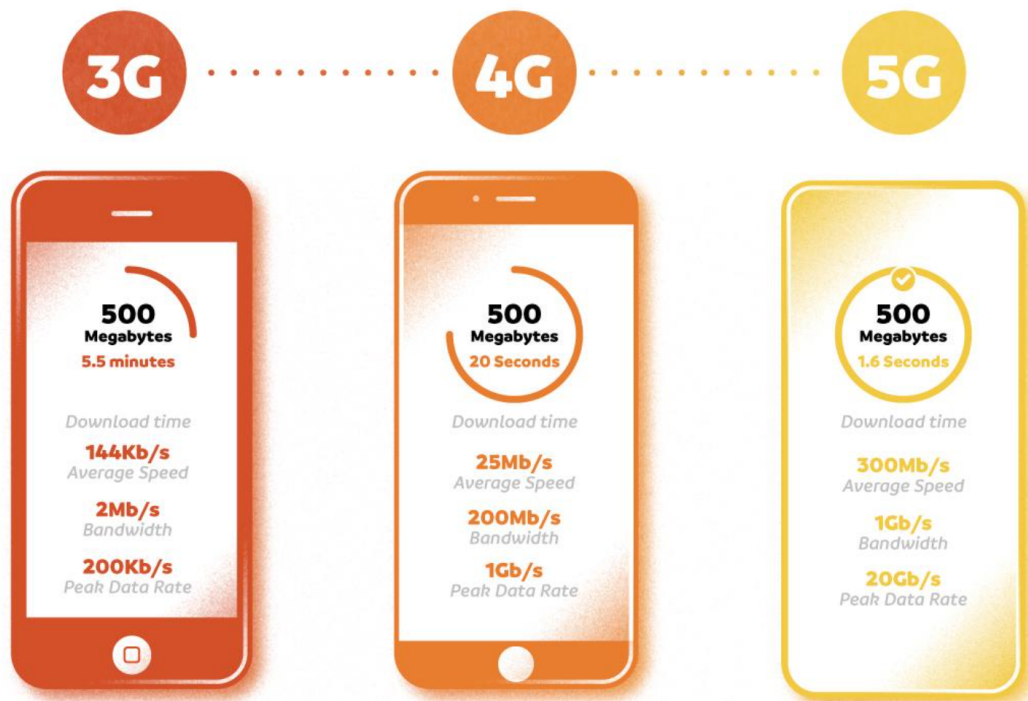 3G
4G
5G
500
Megabytes
5.5 minutes
Download time
144Kb/s
Average Speed
2Mb/s
Bandwidth
200Kb/s
Peak Data Rate
500
Megabytes
20 Seconds
Download time
25Mb/s
Average Speed
200Mb/s
Bandwidth
1Gb/s
Peak Data Rate
500
Megabytes
1.6 Seconds
Download time
300Mb/s
Average Speed
1Gb/s
Bandwidth
20Gb/s
Peak Data Rate